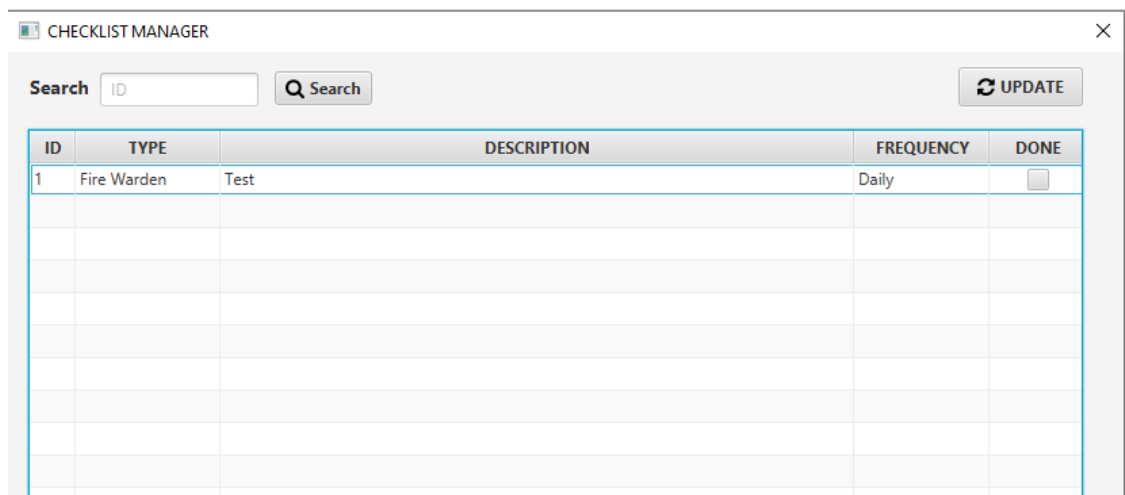 CHECKLIST MANAGER
Search ID Search UPDATE
ID TYPE DESCRIPTION FREQUENCY DONE
1 Fire Warden Test Daily